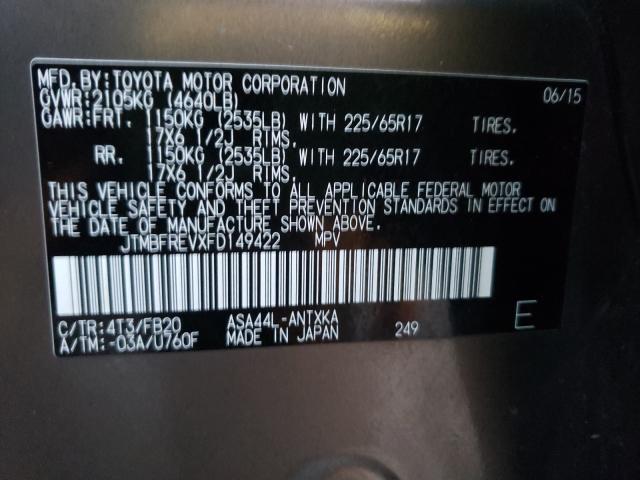 MFD. BY: TOYOTA MOTOR CORPORATION 06/15
GVWR: 2105KG (4640LB)
GAWR: FRT. 1150KG (2535LB) WITH 225/65R17 TIRES.
17X6 1/2J RIMS.
RR. 1150KG (2535LB) WITH 225/65R17 TIRES.
17X6 1/2J RIMS.
THIS VEHICLE CONFORMS TO ALL APPLICABLE FEDERAL MOTOR
VEHICLE SAFETY AND THEFT PREVENTION STANDARDS IN EFFECT ON
THE DATE OF MANUFACTURE SHOWN ABOVE.
JTMBFREVXFD149422 MPV
C/TR: 4T3/FB20 ASA44L-ANTXKA
A/TM: -03A/U760F MADE IN JAPAN 249 E